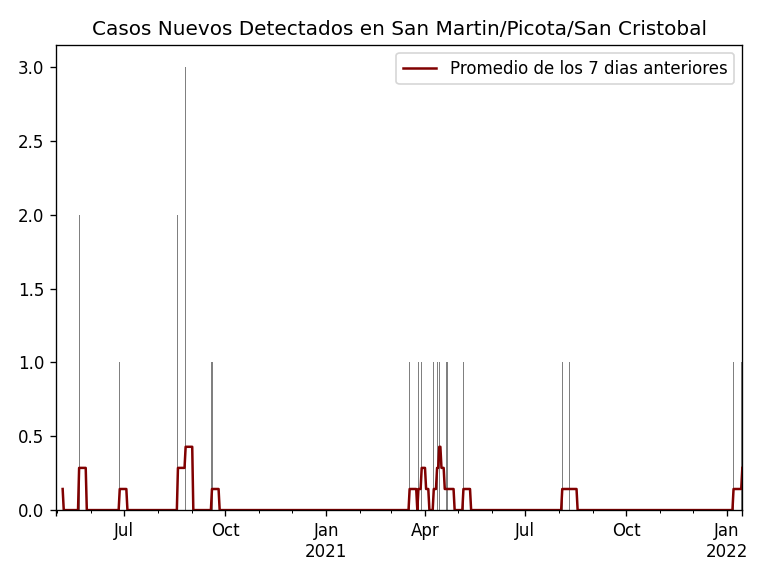 Casos Nuevos Detectados en San Martin/Picota/San Cristobal
Promedio de los 7 dias anteriores
3.0
2.5
2.0
1.5
1.0
0.5
0.0
Jul
Oct
Jan
2021
Apr
Jul
Oct
Jan
2022